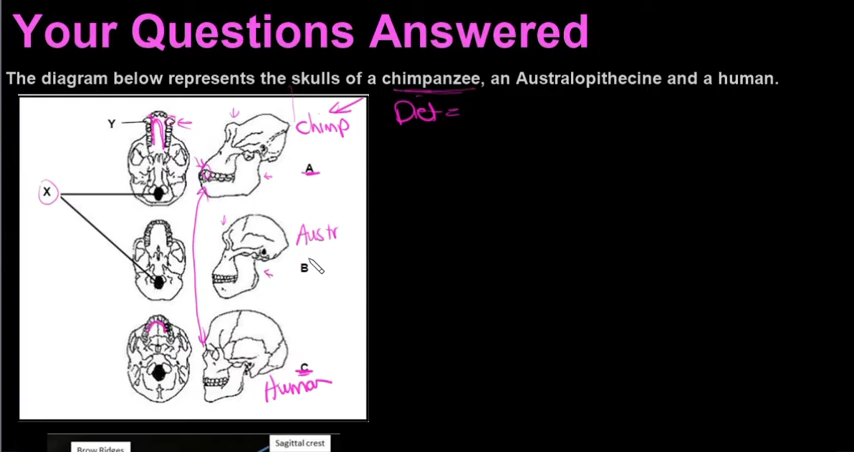 Your Questions Answered
The diagram below represents the skulls of a chimpanzee, an Australopithecine and a human.
Diet =
Y
chimp
A
X
Austr
B
C
Human
Brow Ridges
Sagittal crest